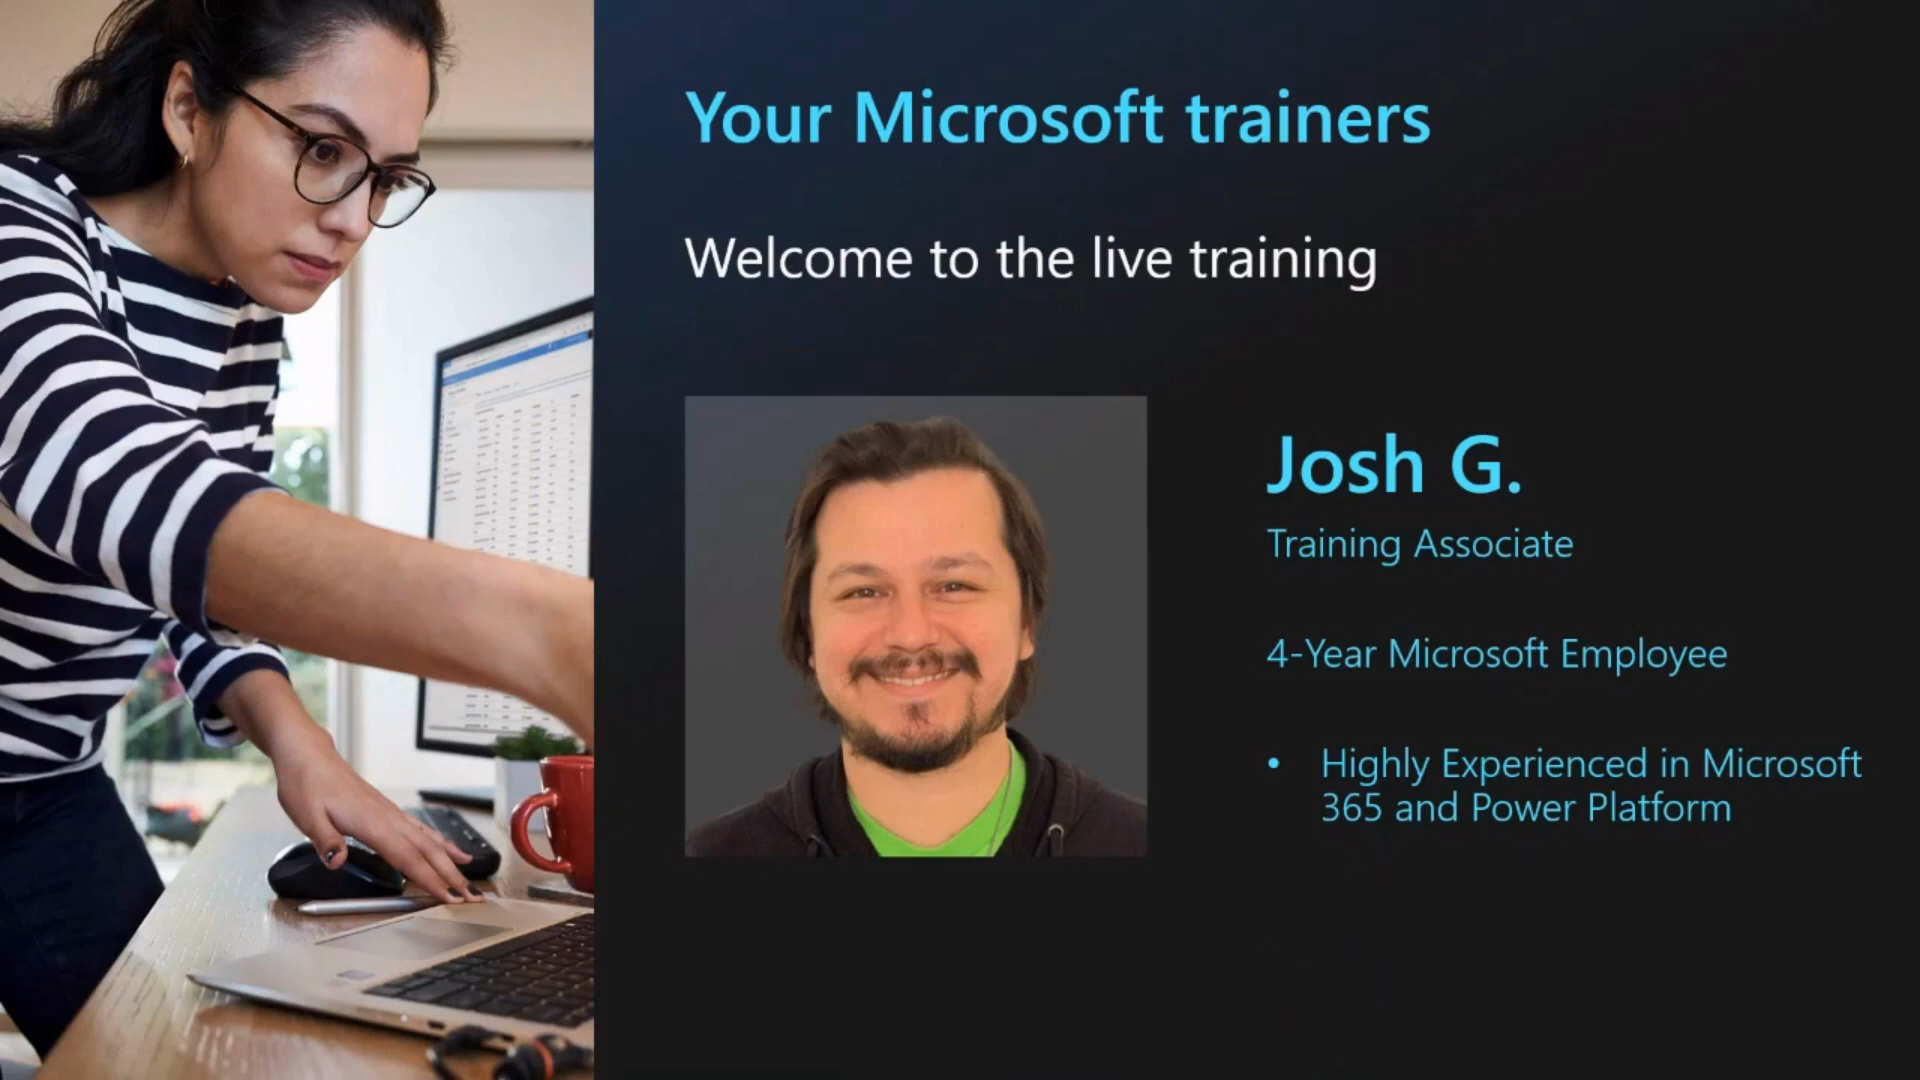 Your Microsoft trainers
Welcome to the live training
Josh G.
Training Associate
4-Year Microsoft Employee
• Highly Experienced in Microsoft
365 and Power Platform